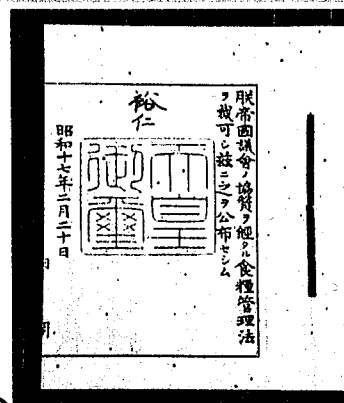 朕帝國議會ノ協贊ヲ經タル食糧管理法
ヲ裁可シ玆ニ之ヲ公布セシム
裕仁
天皇
御璽
昭和十七年二月二十日